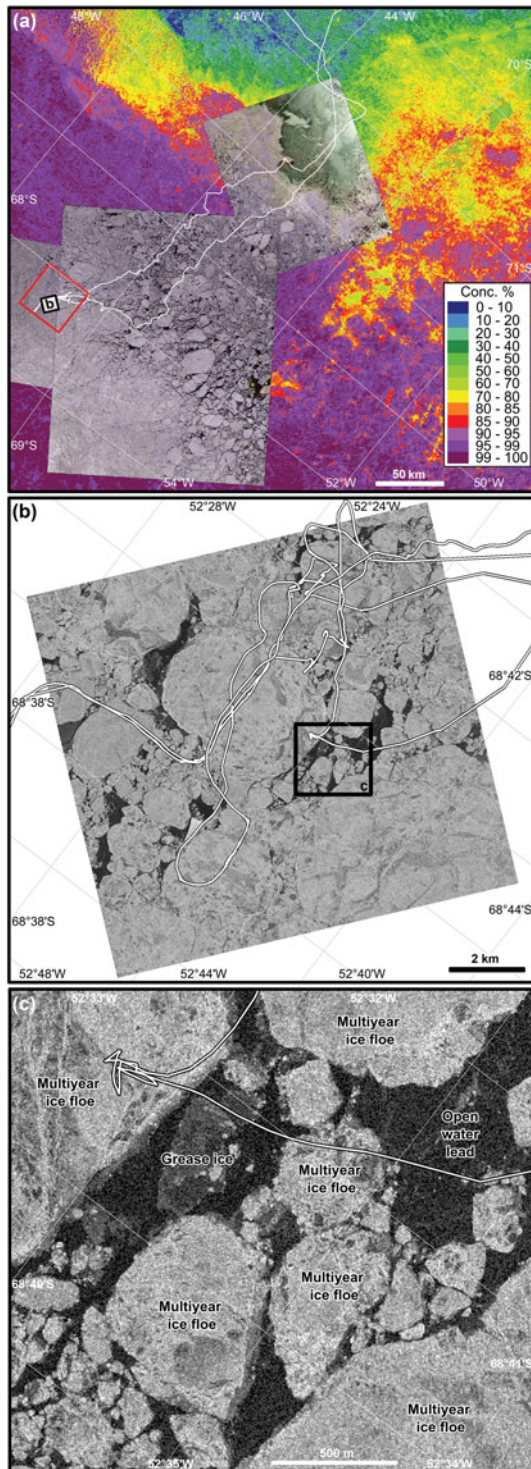 (a)
48°W
46°W
44°W
70°S
68°S
71°S
b
Conc. %
0 - 10
10 - 20
20 - 30
30 - 40
40 - 50
50 - 60
60 - 70
70 - 80
80 - 85
85 - 90
90 - 95
95 - 99
99 - 100
69°S
54°W
52°W
50 km
50°W
(b)
52°28'W
52°24'W
68°42'S
68°38'S
c
68°38'S
68°44'S
52°48'W
52°44'W
52°40'W
2 km
(c)
52°33'W
52°32'W
Multiyear
ice floe
Multiyear
ice floe
Open
water
lead
Grease ice
Multiyear
ice floe
Multiyear
ice floe
Multiyear
ice floe
68°41'S
Multiyear
ice floe
52°35'W
500 m
52°34'W